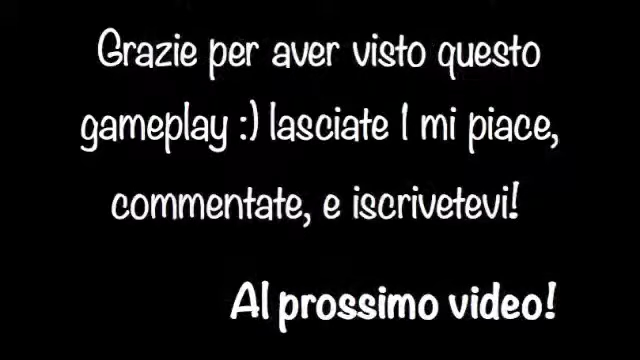 Grazie per aver visto questo
gameplay :) lasciate 1 mi piace,
commentate, e iscrivetevi!
Al prossimo video!